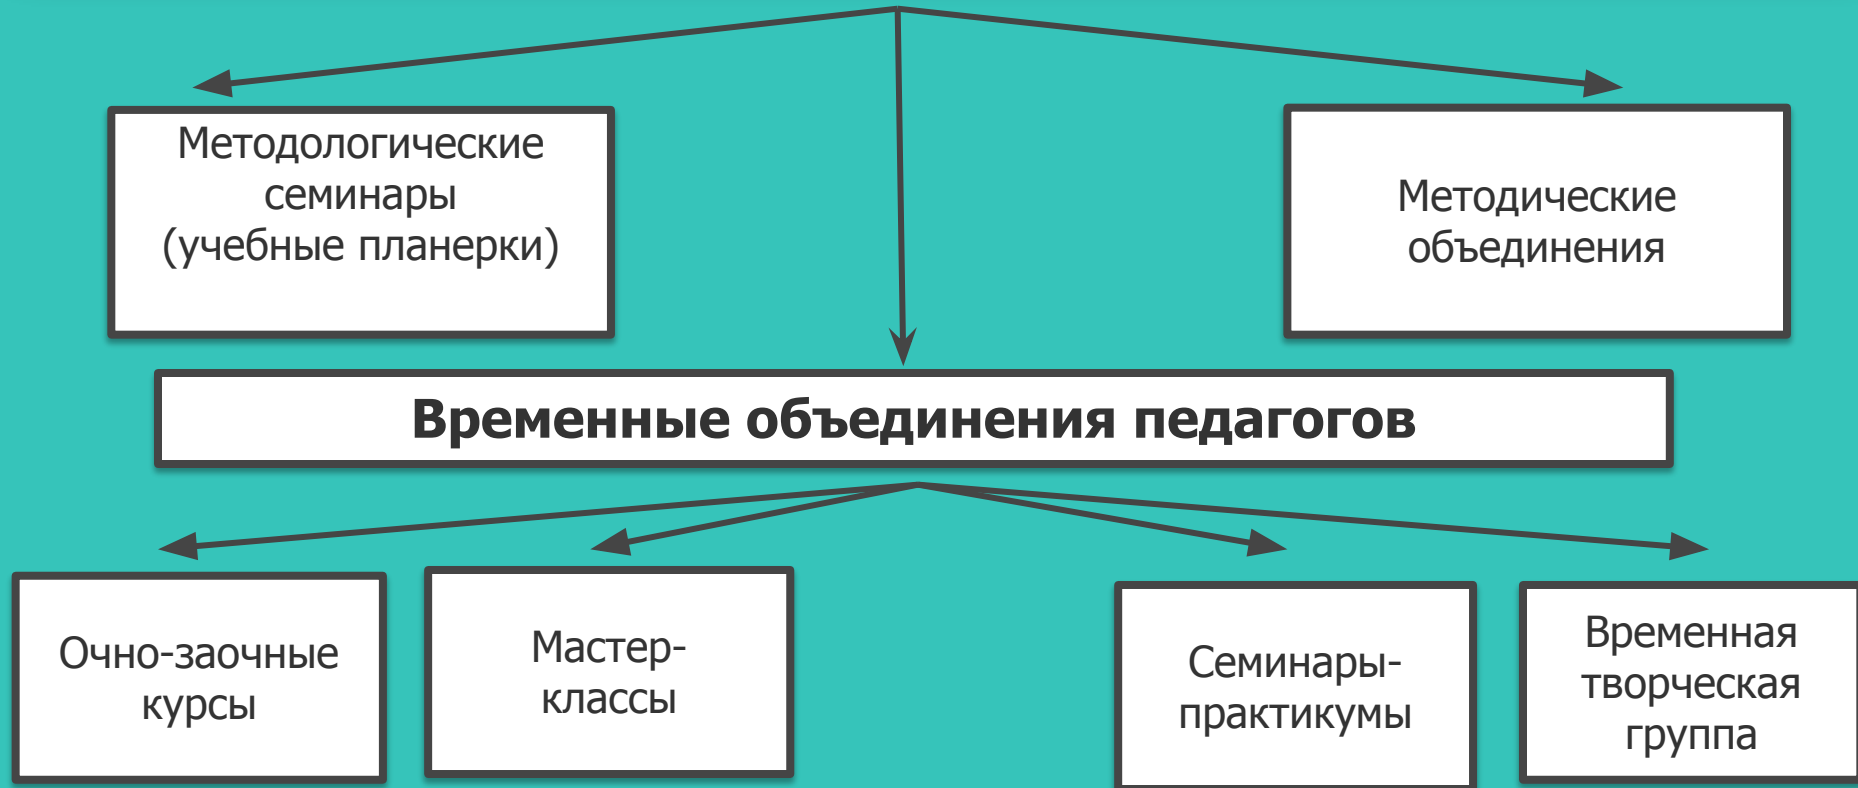 Методологические
семинары
(учебные планерки)
Методические
объединения
Временные объединения педагогов
Очно-заочные
курсы
Мастер-
классы
Семинары-
практикумы
Временная
творческая
группа